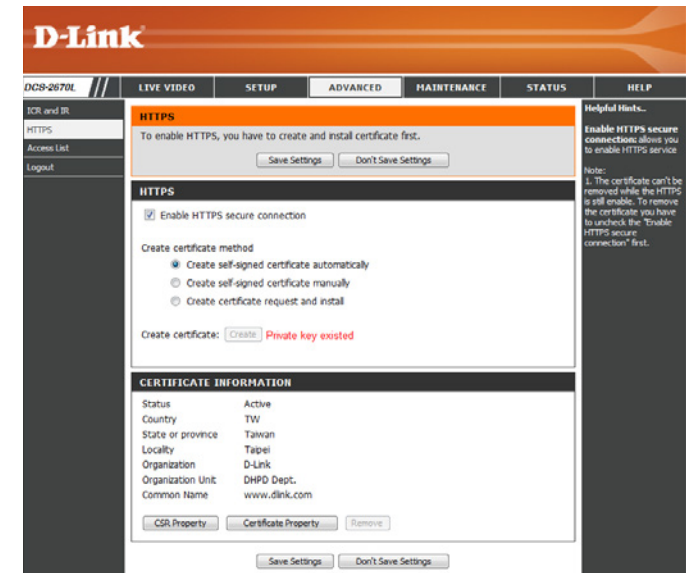 D-Link
DCS-2670L
LIVE VIDEO
SETUP
ADVANCED
MAINTENANCE
STATUS
HELP
ICR and IR
HTTPS
Access List
Logout
HTTPS
To enable HTTPS, you have to create and install certificate first.
Save Settings
Don't Save Settings
HTTPS
Enable HTTPS secure connection
Create certificate method
Create self-signed certificate automatically
Create self-signed certificate manually
Create certificate request and install
Create certificate: Create Private key existed
CERTIFICATE INFORMATION
Status Active
Country TW
State or province Taiwan
Locality Taipei
Organization D-Link
Organization Unit DHPD Dept.
Common Name www.dlink.com
CSR Property
Certificate Property
Remove
Save Settings
Don't Save Settings
Helpful Hints..
Enable HTTPS secure
connection: allows you
to enable HTTPS service
Note:
1. The certificate can't be
removed while the HTTPS
is still enable. To remove
the certificate you have
to uncheck the "Enable
HTTPS secure
connection" first.